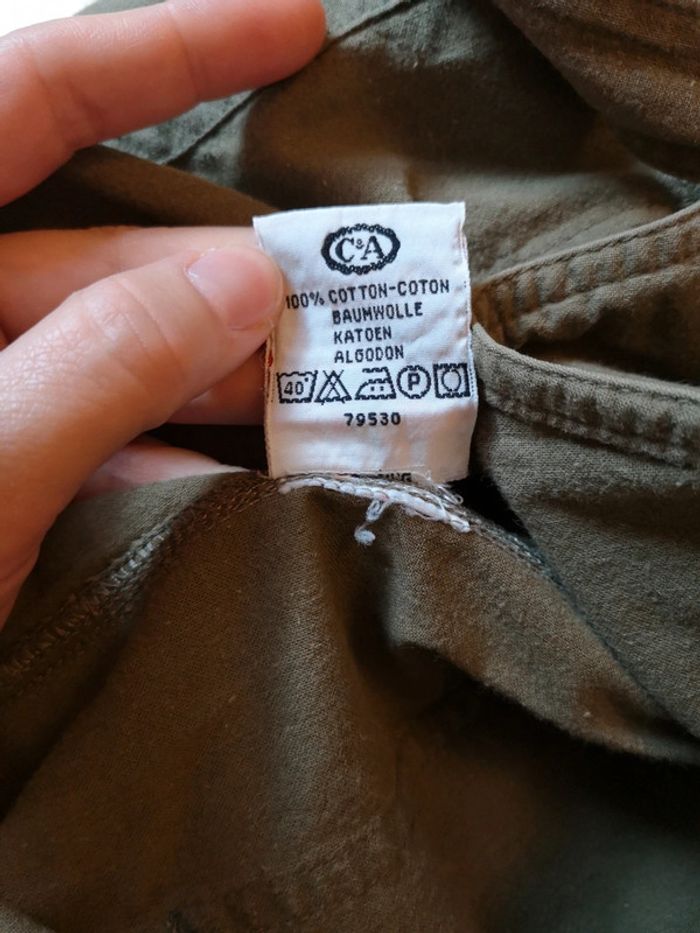 C&A
100% COTTON-COTON
BAUMWOLLE
KATOEN
ALGODON
40° P
79530